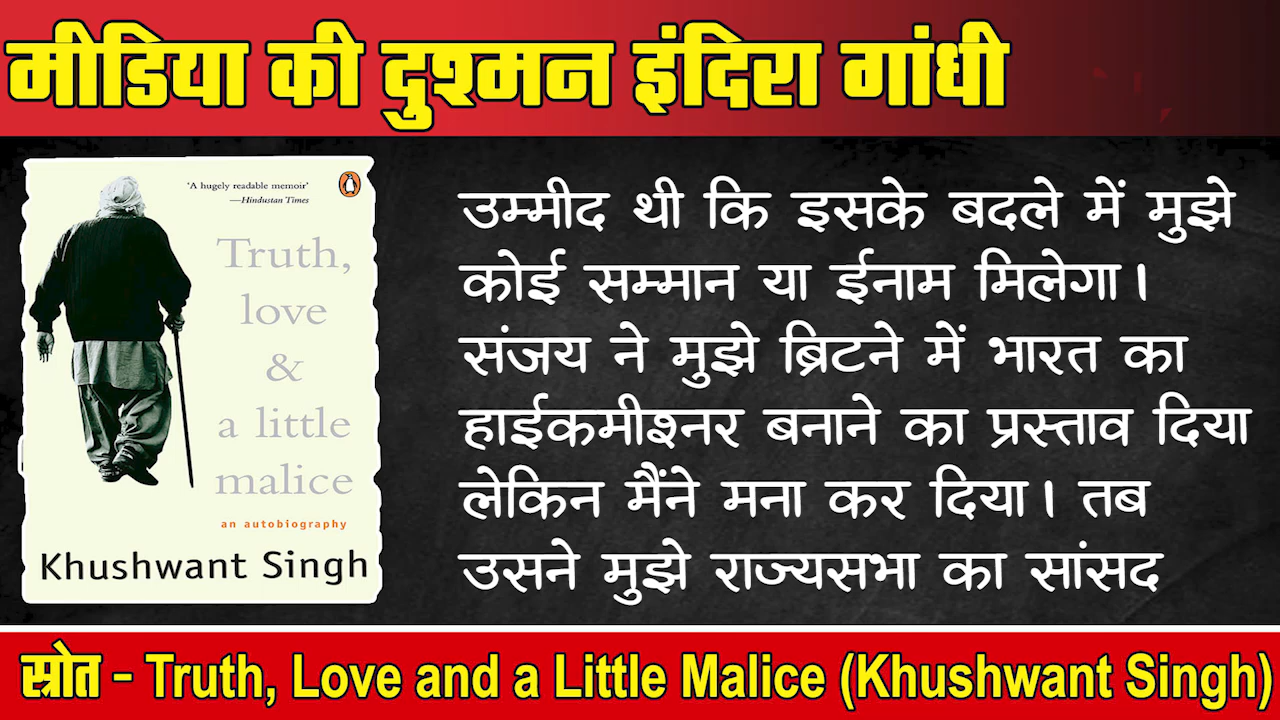 मीडिया की दुश्मन इंदिरा गांधी
'A hugely readable memoir'
—Hindustan Times
Truth,
love
&
a little
malice
an autobiography
Khushwant Singh
उम्मीद थी कि इसके बदले में मुझे
कोई सम्मान या ईनाम मिलेगा।
संजय ने मुझे ब्रिटने में भारत का
हाईकमीश्नर बनाने का प्रस्ताव दिया
लेकिन मैंने मना कर दिया। तब
उसने मुझे राज्यसभा का सांसद
स्रोत - Truth, Love and a Little Malice (Khushwant Singh)